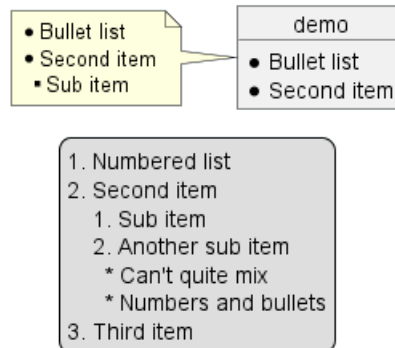 • Bullet list
• Second item
▪ Sub item
demo
• Bullet list
• Second item
1. Numbered list
2. Second item
1. Sub item
2. Another sub item
* Can't quite mix
* Numbers and bullets
3. Third item